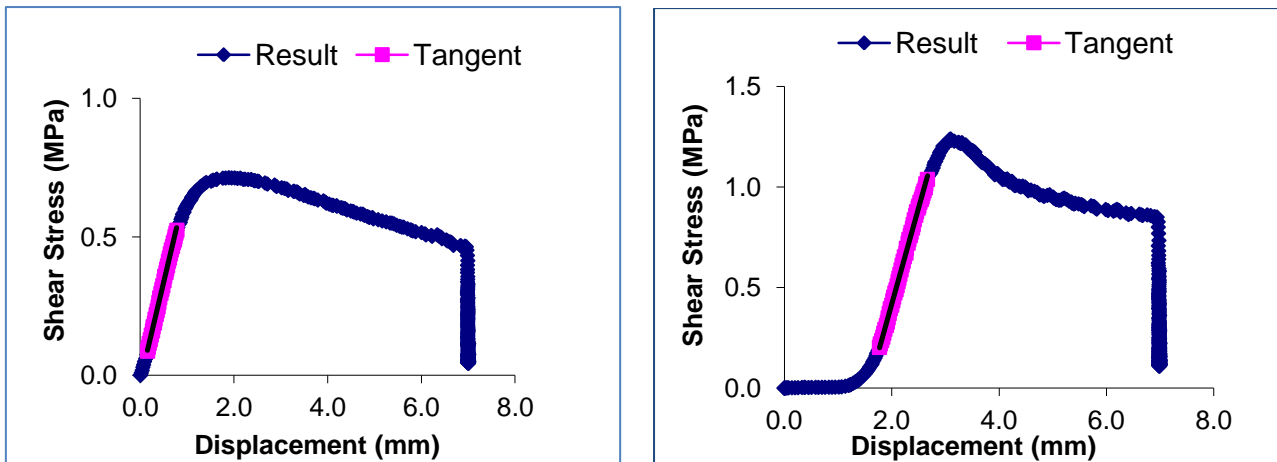 Result Tangent
Shear Stress (MPa)
1.0
0.5
0.0
0.0 2.0 4.0 6.0 8.0
Displacement (mm)
Result Tangent
Shear Stress (MPa)
1.5
1.0
0.5
0.0
0.0 2.0 4.0 6.0 8.0
Displacement (mm)